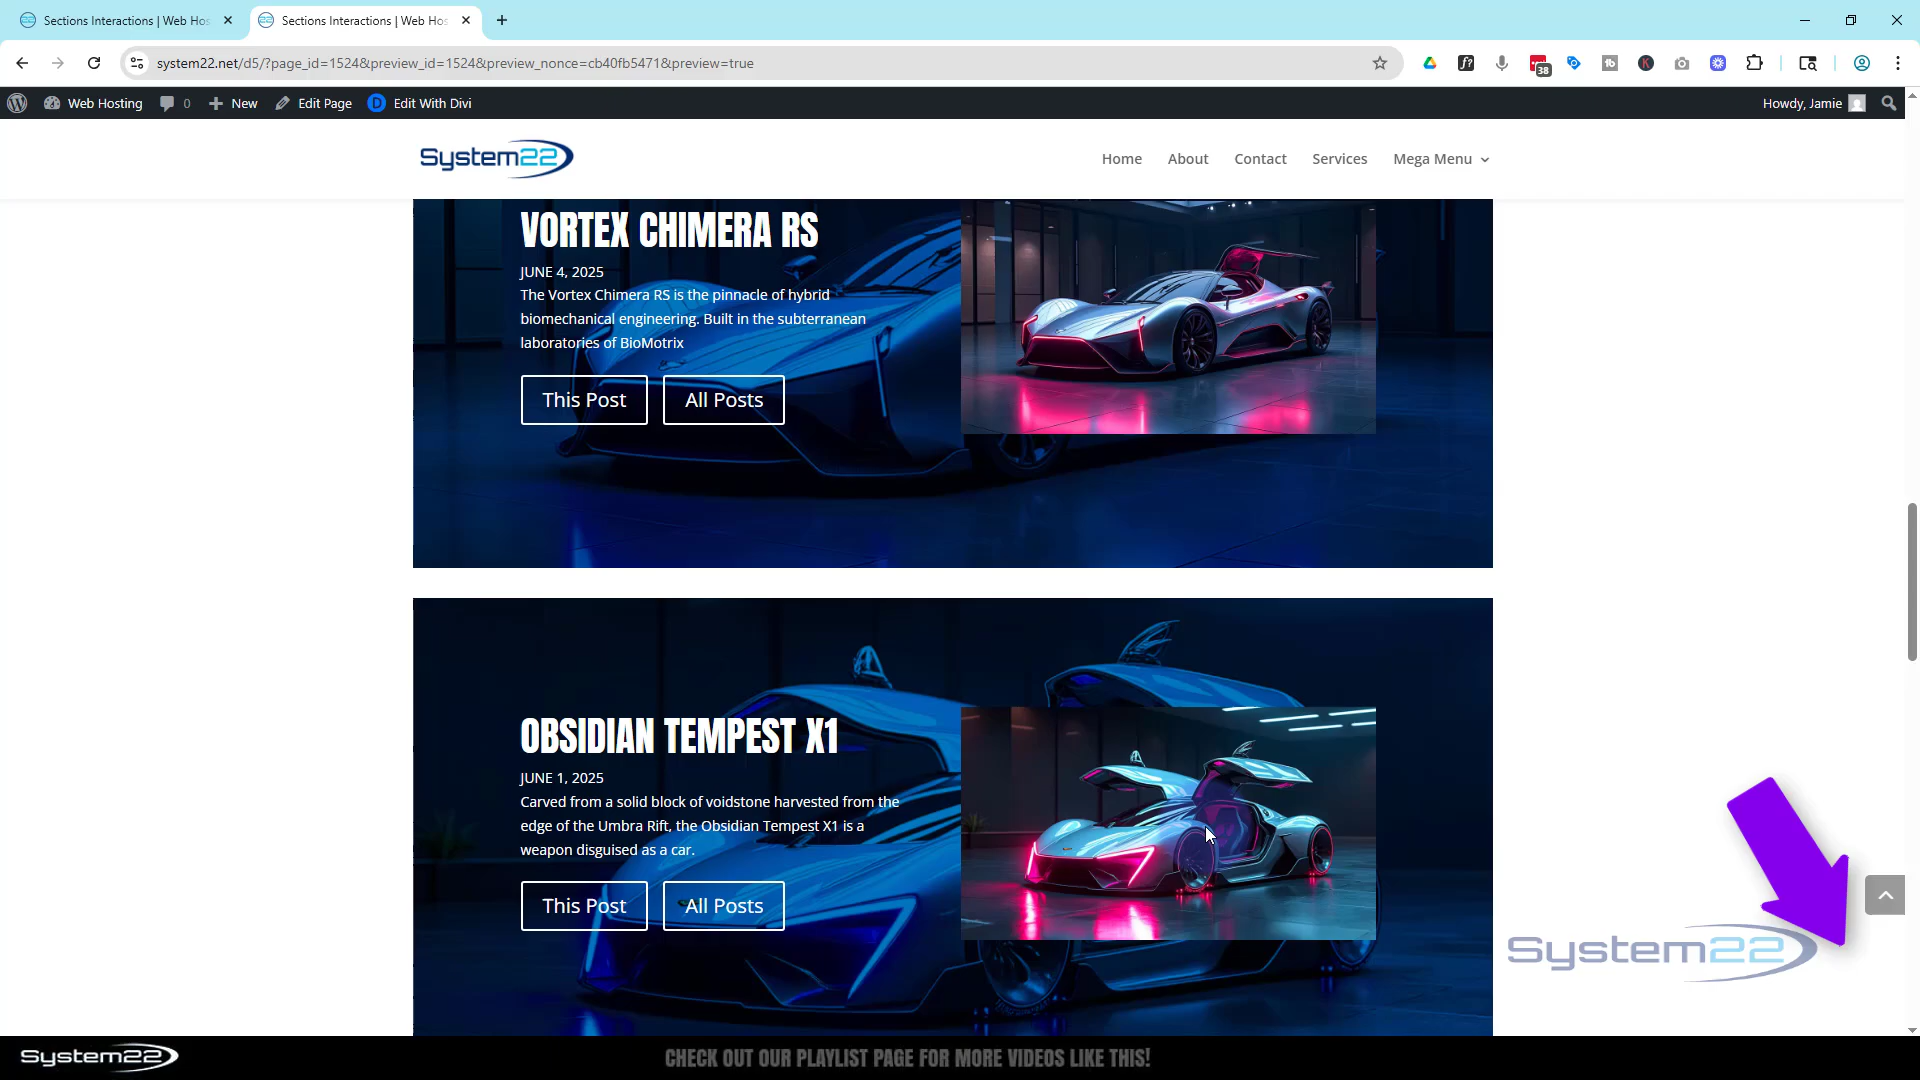 Sections Interactions | Web Hos
Sections Interactions | Web Hos
system22.net/d5/?page_id=1524&preview_id=1524&preview_nonce=cb40fb5471&preview=true
38
Web Hosting 0 New Edit Page Edit With Divi Howdy, Jamie
System22
Home About Contact Services Mega Menu
VORTEX CHIMERA RS
JUNE 4, 2025
The Vortex Chimera RS is the pinnacle of hybrid
biomechanical engineering. Built in the subterranean
laboratories of BioMotrix
This Post All Posts
OBSIDIAN TEMPEST X1
JUNE 1, 2025
Carved from a solid block of voidstone harvested from the
edge of the Umbra Rift, the Obsidian Tempest X1 is a
weapon disguised as a car.
This Post All Posts
System22
System22
CHECK OUT OUR PLAYLIST PAGE FOR MORE VIDEOS LIKE THIS!